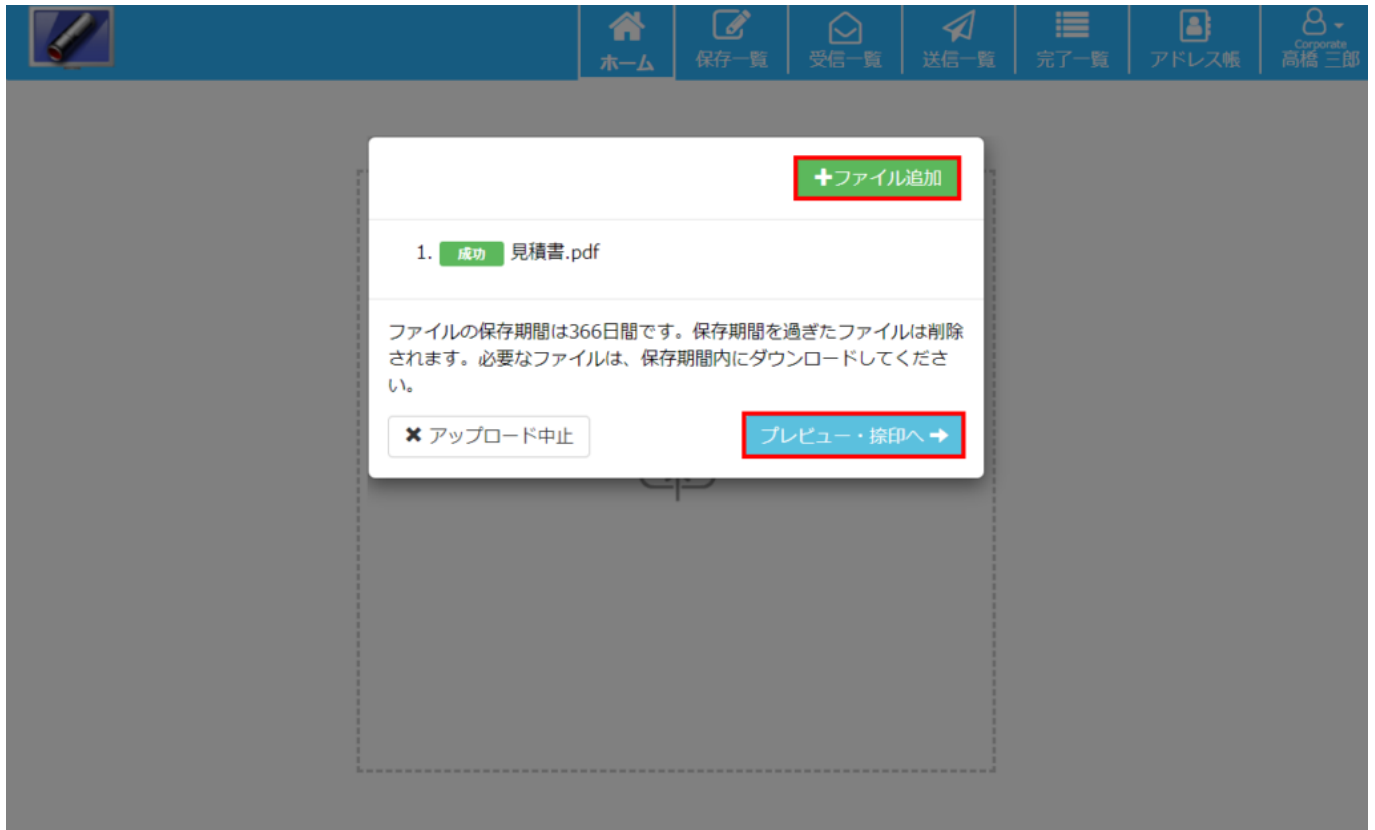 ホーム
保存一覧
受信一覧
送信一覧
完了一覧
アドレス帳
Corporate
高橋 三郎
ファイル追加
1. 成功 見積書.pdf
ファイルの保存期間は366日間です。保存期間を過ぎたファイルは削除
されます。必要なファイルは、保存期間内にダウンロードしてくださ
い。
アップロード中止
プレビュー・捺印へ